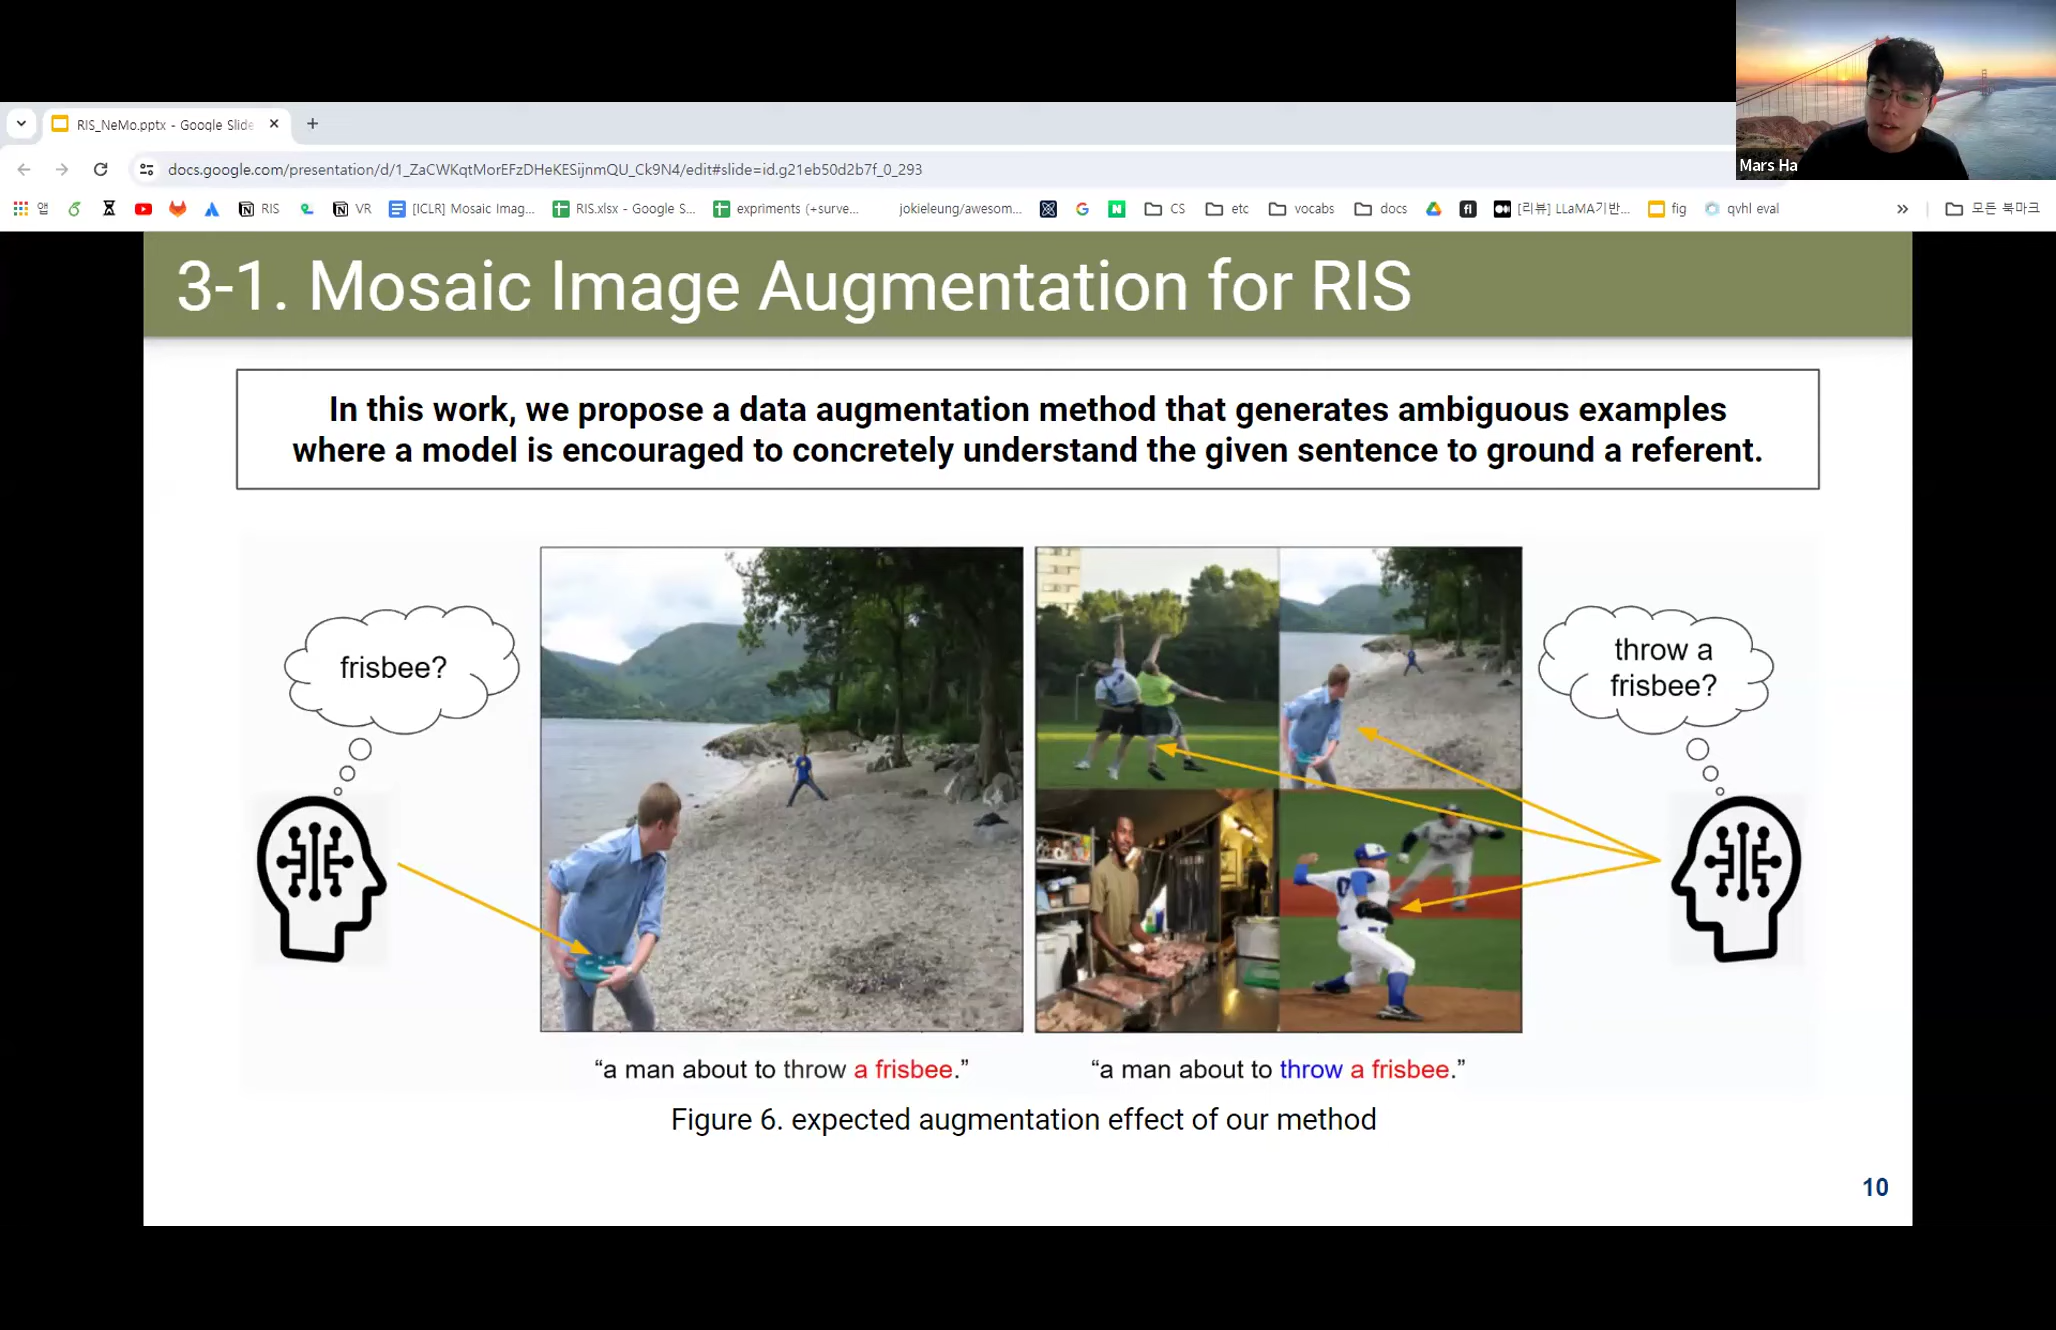 Mars Ha
RIS_NeMo.pptx - Google Slide
docs.google.com/presentation/d/1_ZaCWKqtMorEFzDHeKESijnmQU_Ck9N4/edit#slide=id.g21eb50d2b7f_0_293
앱 RIS VR [ICLR] Mosaic Imag... RIS.xlsx - Google S... expriments (+surve... jokieleung/awesom... CS etc vocabs docs [리뷰] LLaMA기반... fig qvhl eval 모든 북마크
3-1. Mosaic Image Augmentation for RIS
In this work, we propose a data augmentation method that generates ambiguous examples
where a model is encouraged to concretely understand the given sentence to ground a referent.
frisbee?
throw a
frisbee?
“a man about to throw a frisbee.”
“a man about to throw a frisbee.”
Figure 6. expected augmentation effect of our method
10